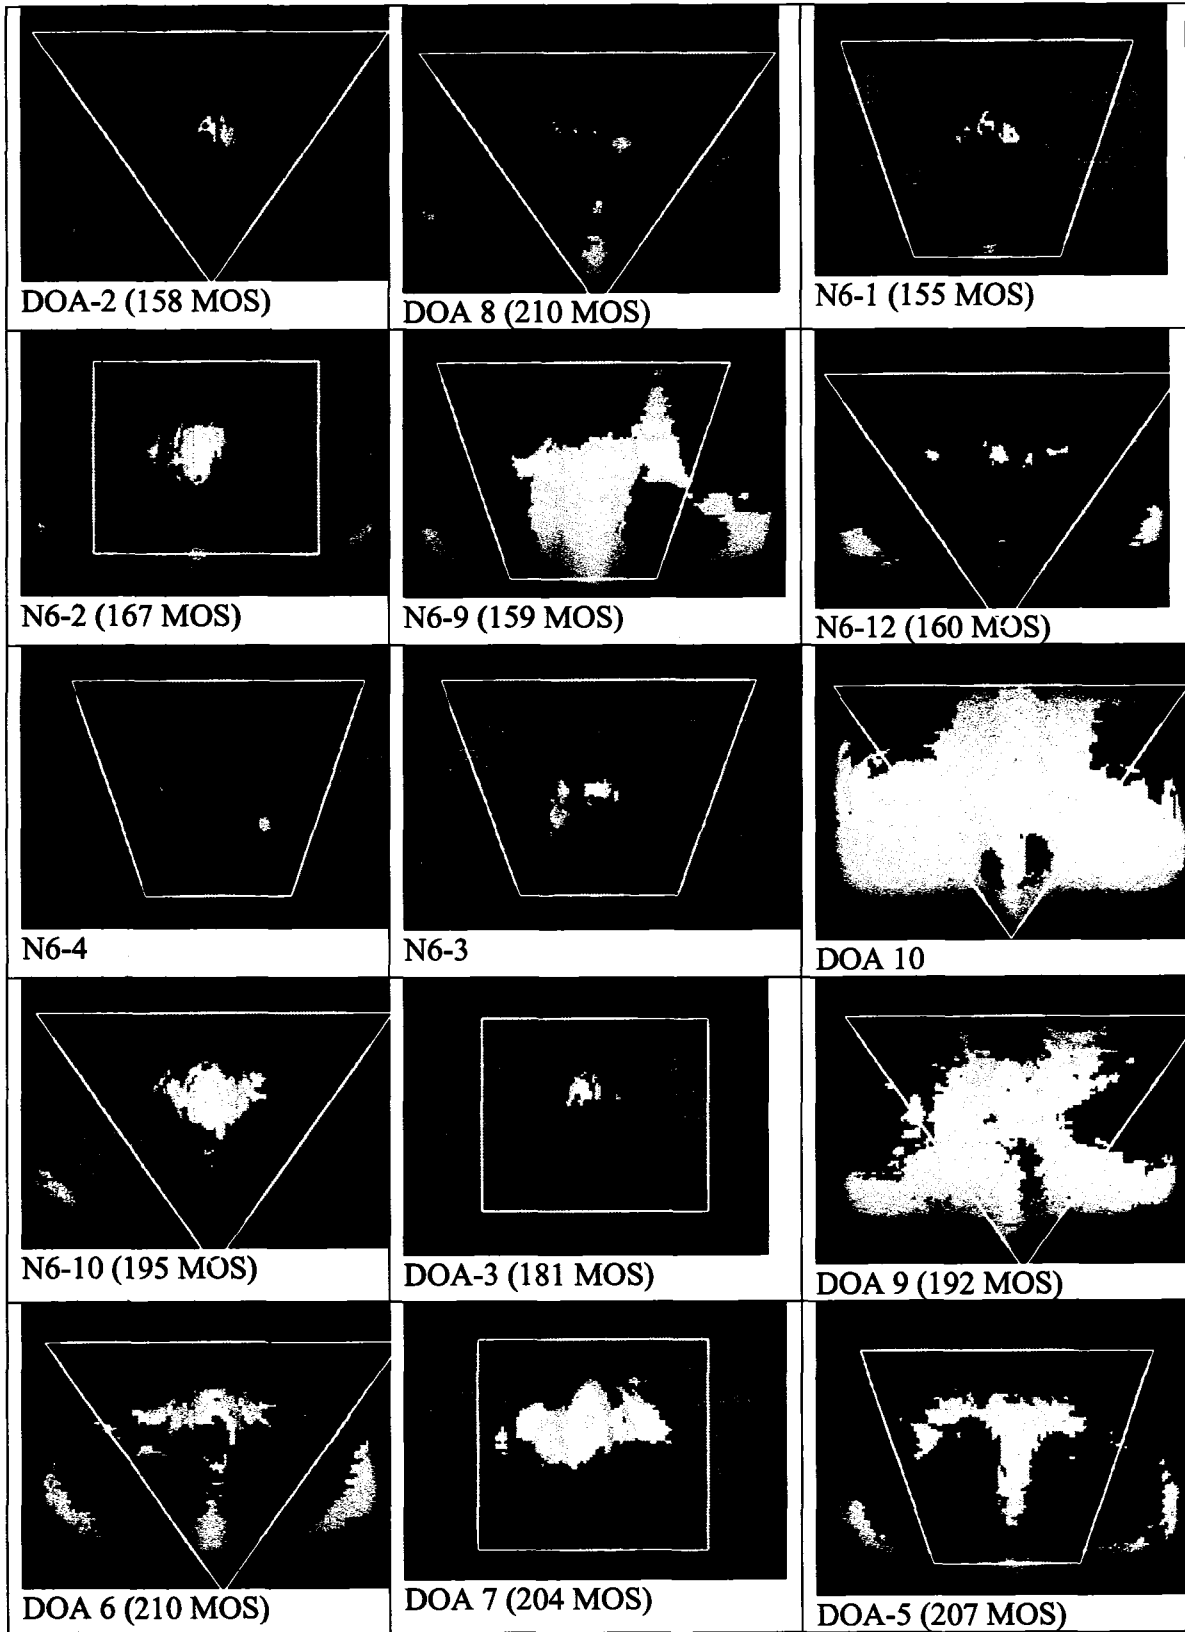 DOA-2 (158 MOS)
DOA 8 (210 MOS)
N6-1 (155 MOS)
N6-2 (167 MOS)
N6-9 (159 MOS)
N6-12 (160 MOS)
N6-4
N6-3
DOA 10
N6-10 (195 MOS)
DOA-3 (181 MOS)
DOA 9 (192 MOS)
DOA 6 (210 MOS)
DOA 7 (204 MOS)
DOA-5 (207 MOS)